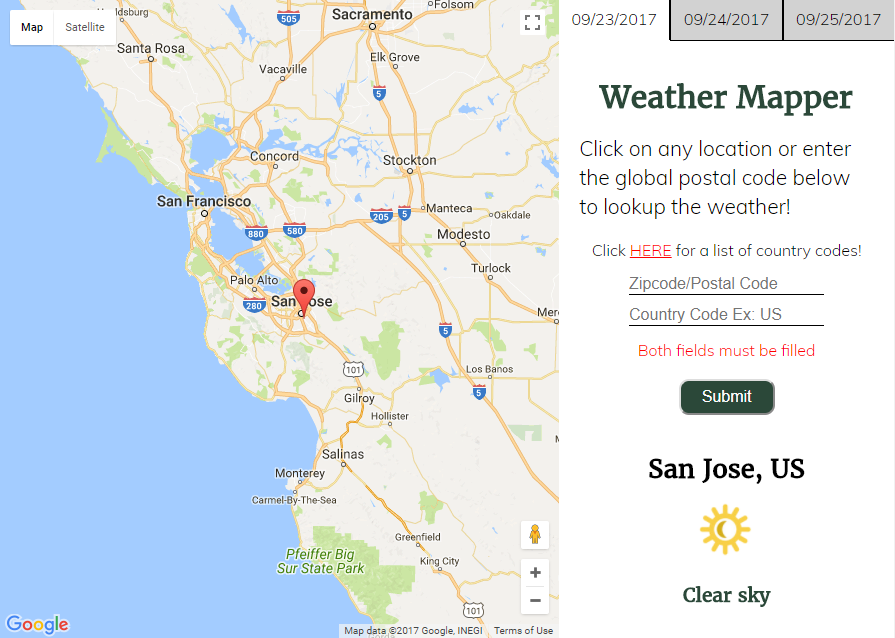 Map
Satellite
ldsburg
505
Sacramento
Folsom
Santa Rosa
Elk Grove
Vacaville
5
Concord
Stockton
San Francisco
205
5
Manteca
Oakdale
880
580
Modesto
Turlock
Palo Alto
280
San Jose
Merc
5
101
Los Banos
5
Gilroy
Hollister
Salinas
Monterey
Carmel-By-The-Sea
Greenfield
Pfeiffer Big
Sur State Park
King City
101
+
−
Google
Map data ©2017 Google, INEGI
Terms of Use
09/23/2017
09/24/2017
09/25/2017
Weather Mapper
Click on any location or enter
the global postal code below
to lookup the weather!
Click HERE for a list of country codes!
Zipcode/Postal Code
Country Code Ex: US
Both fields must be filled
Submit
San Jose, US
Clear sky